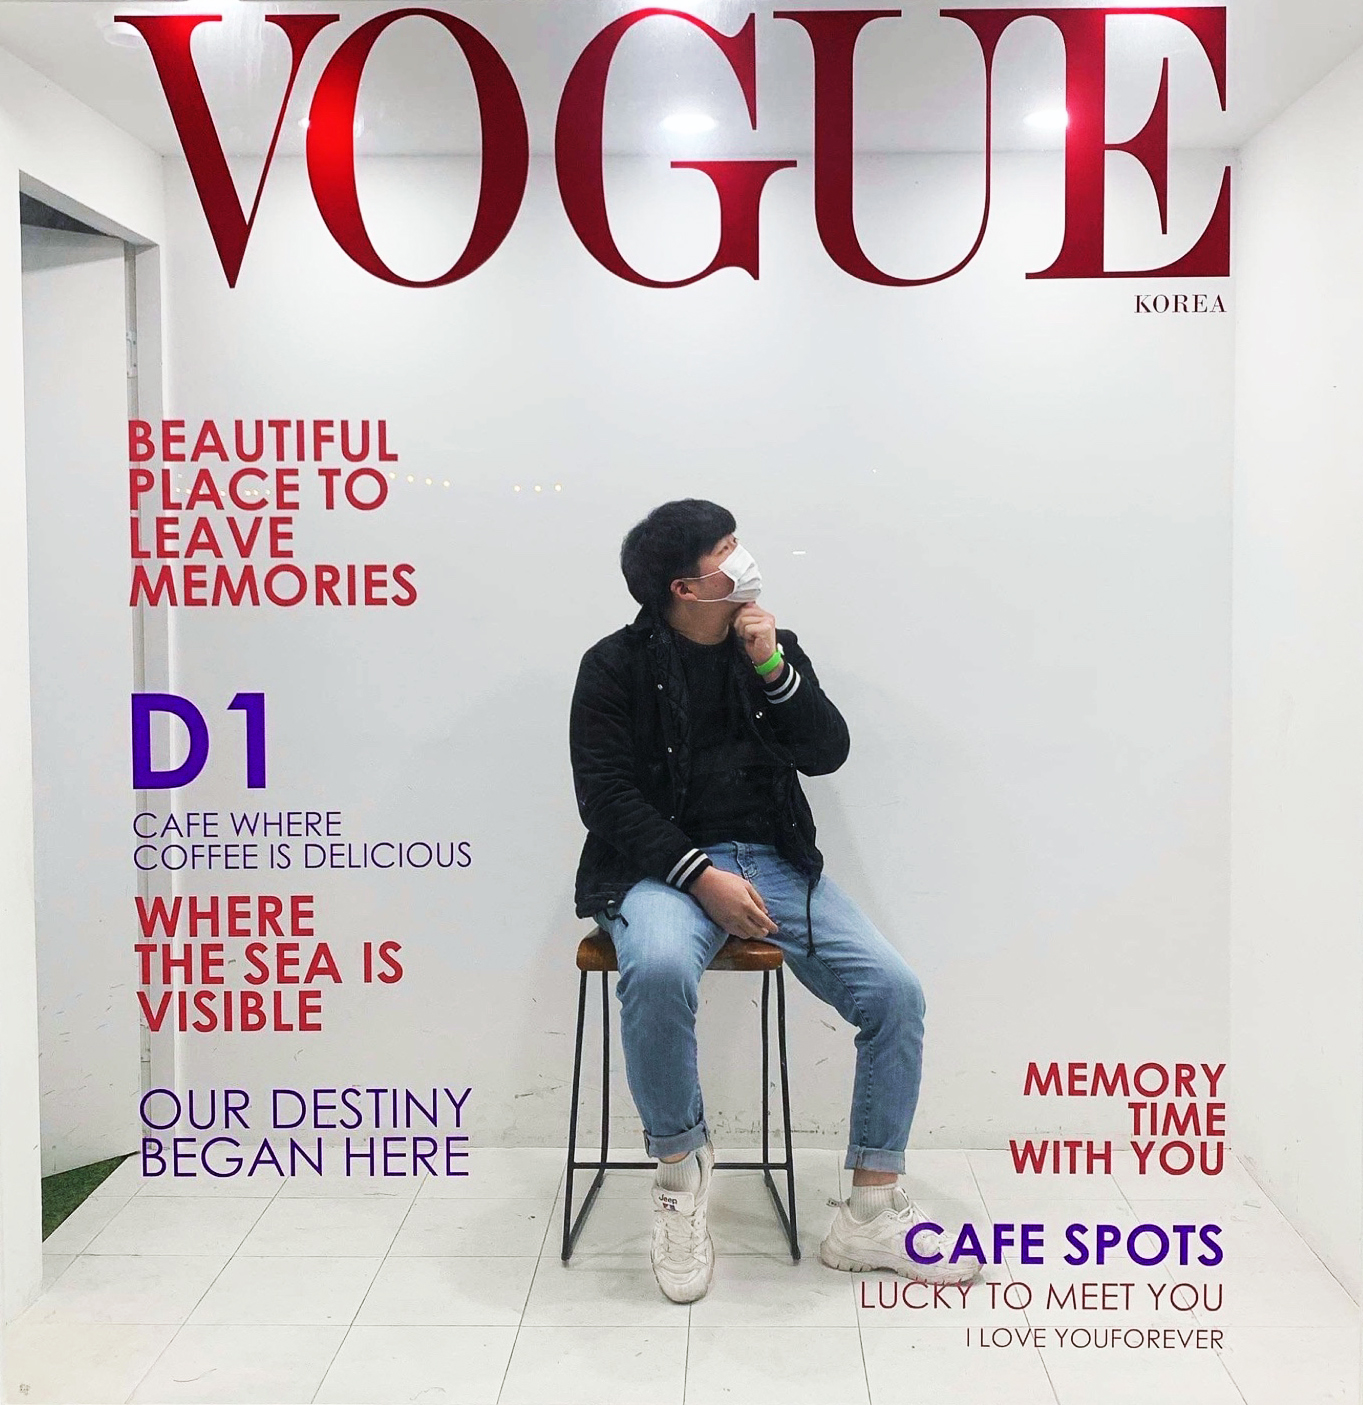 VOGUE
KOREA
BEAUTIFUL
PLACE TO
LEAVE
MEMORIES
D1
CAFE WHERE
COFFEE IS DELICIOUS
WHERE
THE SEA IS
VISIBLE
OUR DESTINY
BEGAN HERE
MEMORY
TIME
WITH YOU
Jeep
CAFE SPOTS
LUCKY TO MEET YOU
I LOVE YOUFOREVER